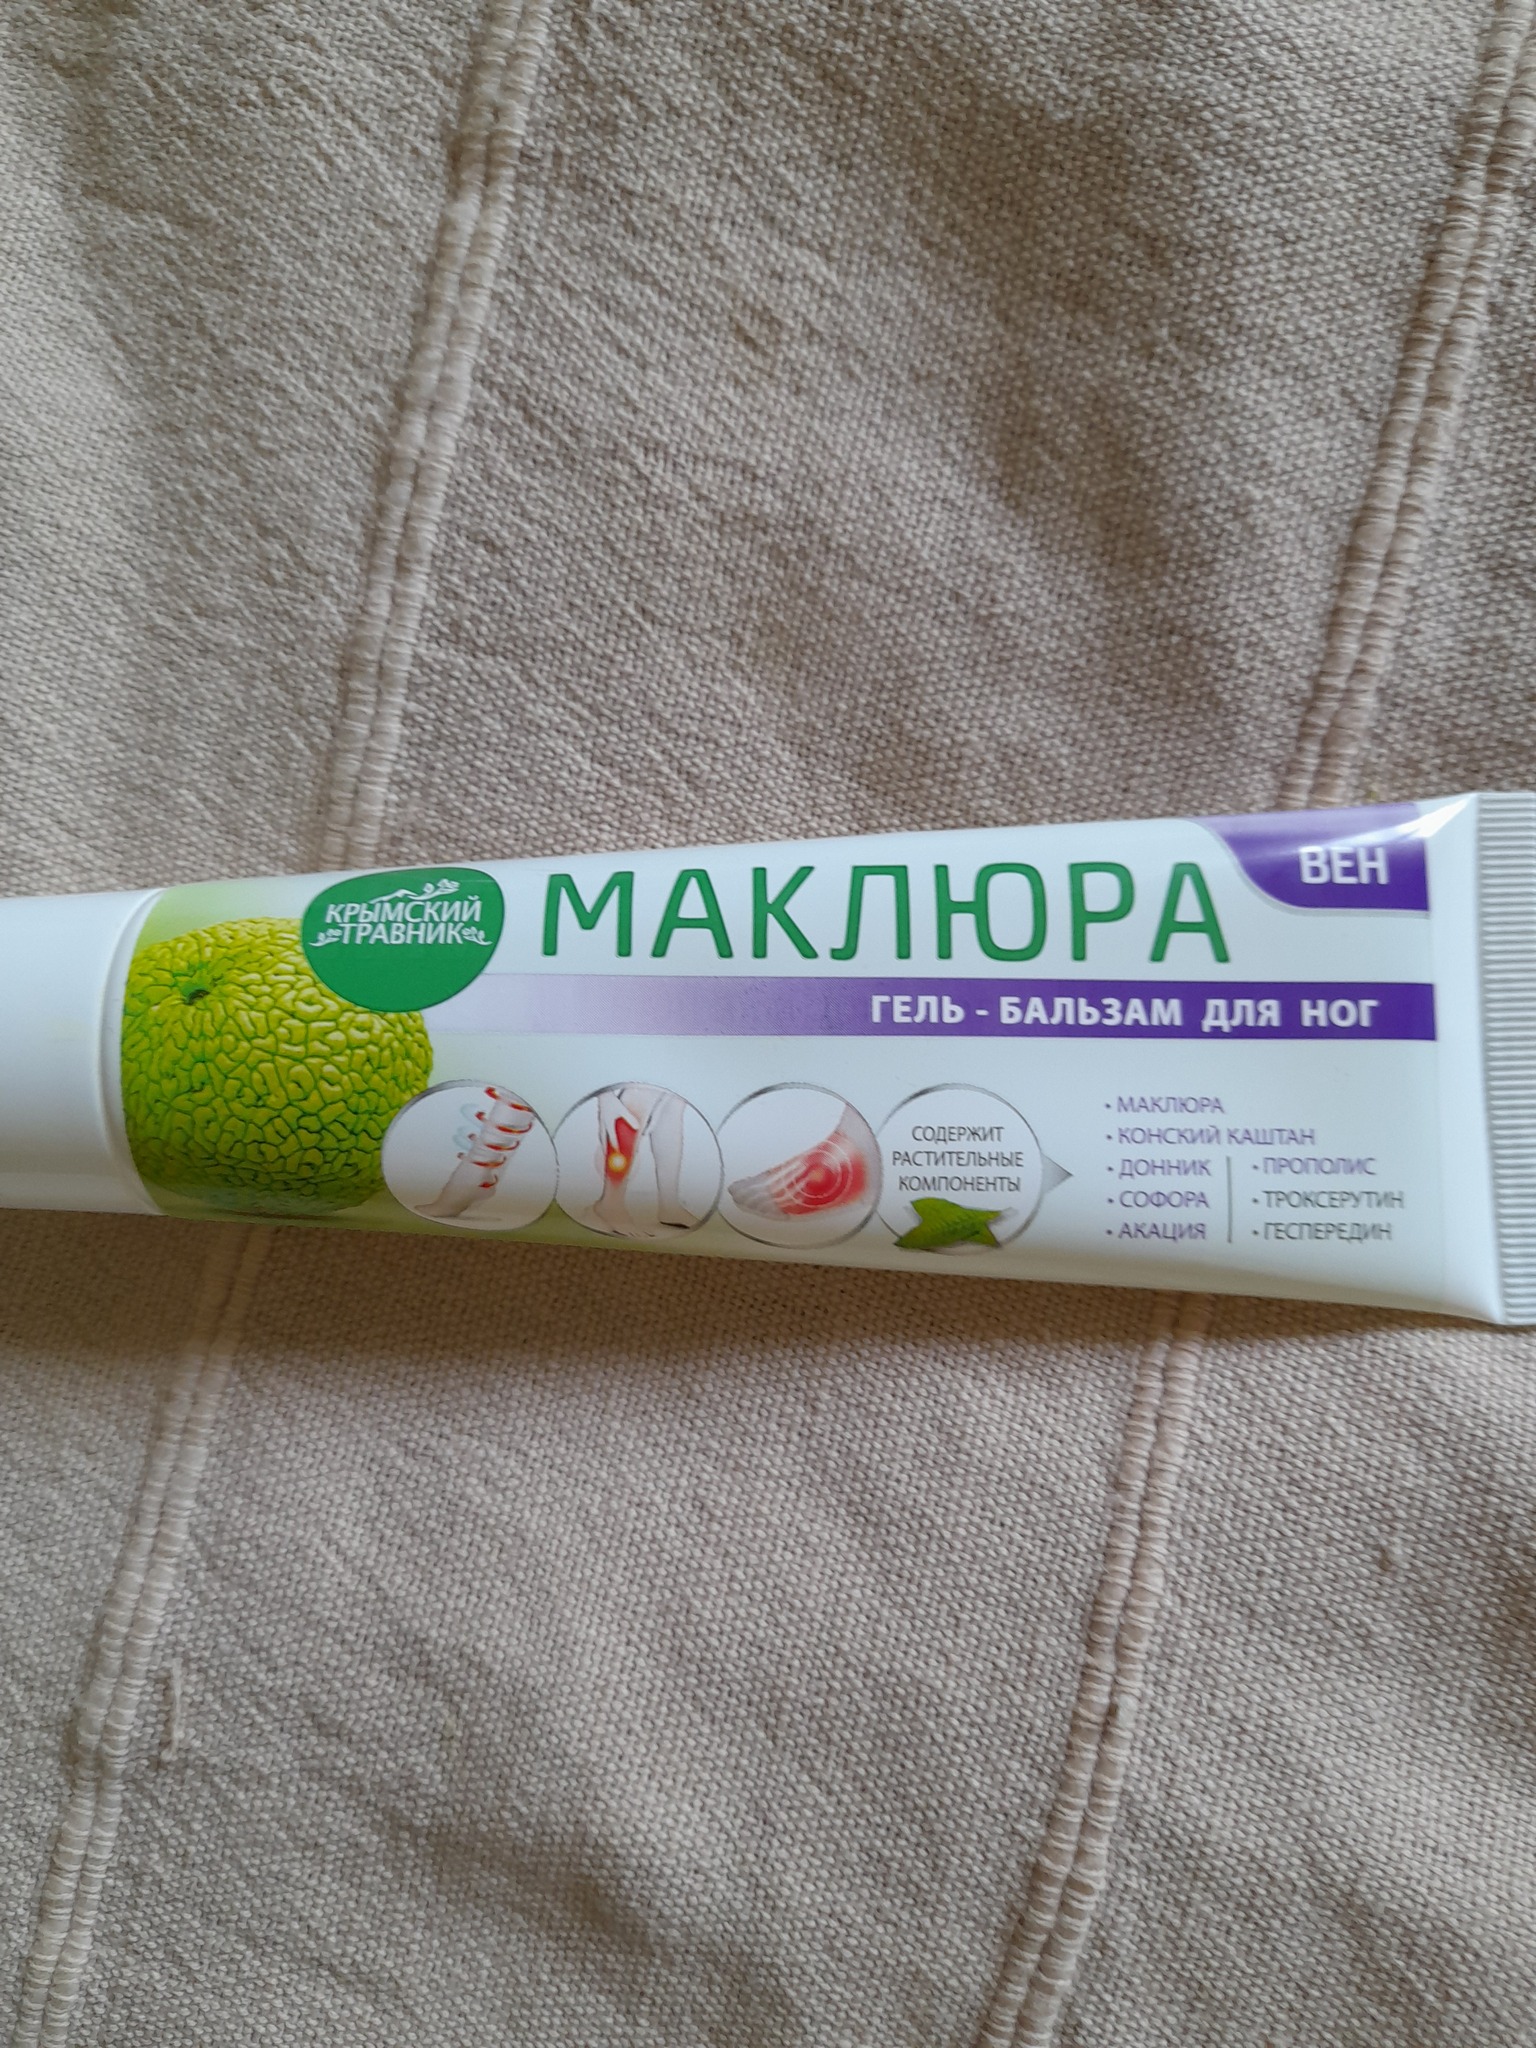 КРЫМСКИЙ
ТРАВНИК
МАКЛЮРА
ВЕН
ГЕЛЬ - БАЛЬЗАМ ДЛЯ НОГ
СОДЕРЖИТ
РАСТИТЕЛЬНЫЕ
КОМПОНЕНТЫ
• МАКЛЮРА
• КОНСКИЙ КАШТАН
• ДОННИК
• СОФОРА
• АКАЦИЯ
• ПРОПОЛИС
• ТРОКСЕРУТИН
• ГЕСПЕРЕДИН